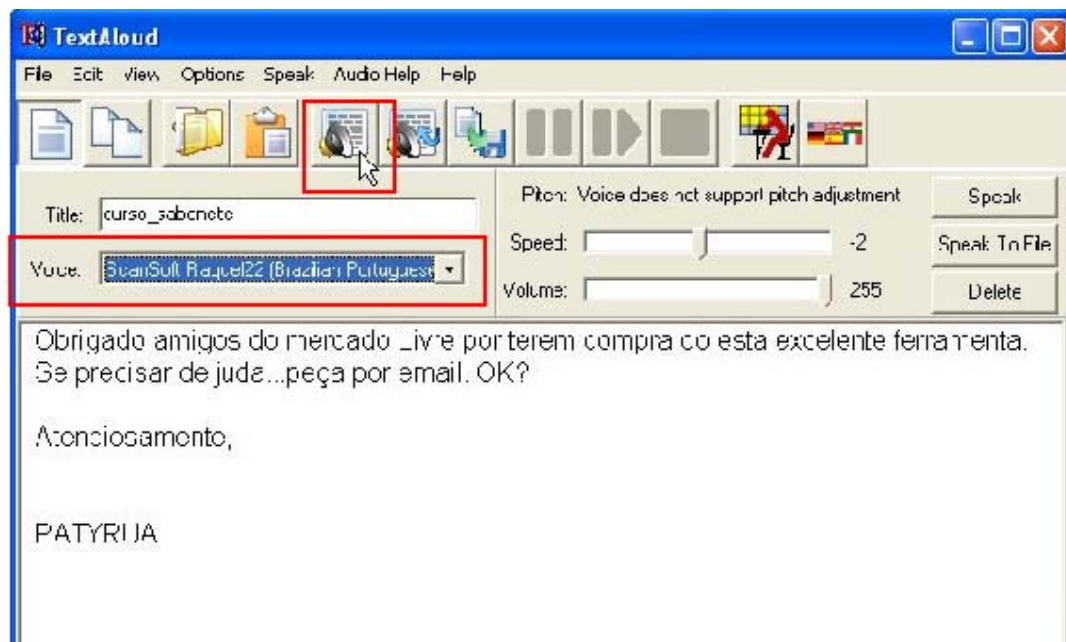 TextAloud
File Edit View Options Speak Audio Help Help
Title: curso_sabonete
Voice: ScanSoft Raquel22 (Brazilian Portuguese
Pitch: Voice does not support pitch adjustment
Speed: -2
Volume: 255
Speak
Speak To File
Delete
Obrigado amigos do mercado Livre por terem compra do esta excelente ferramenta.
Se precisar de juda...peça por email. OK?
Atenciosamente,